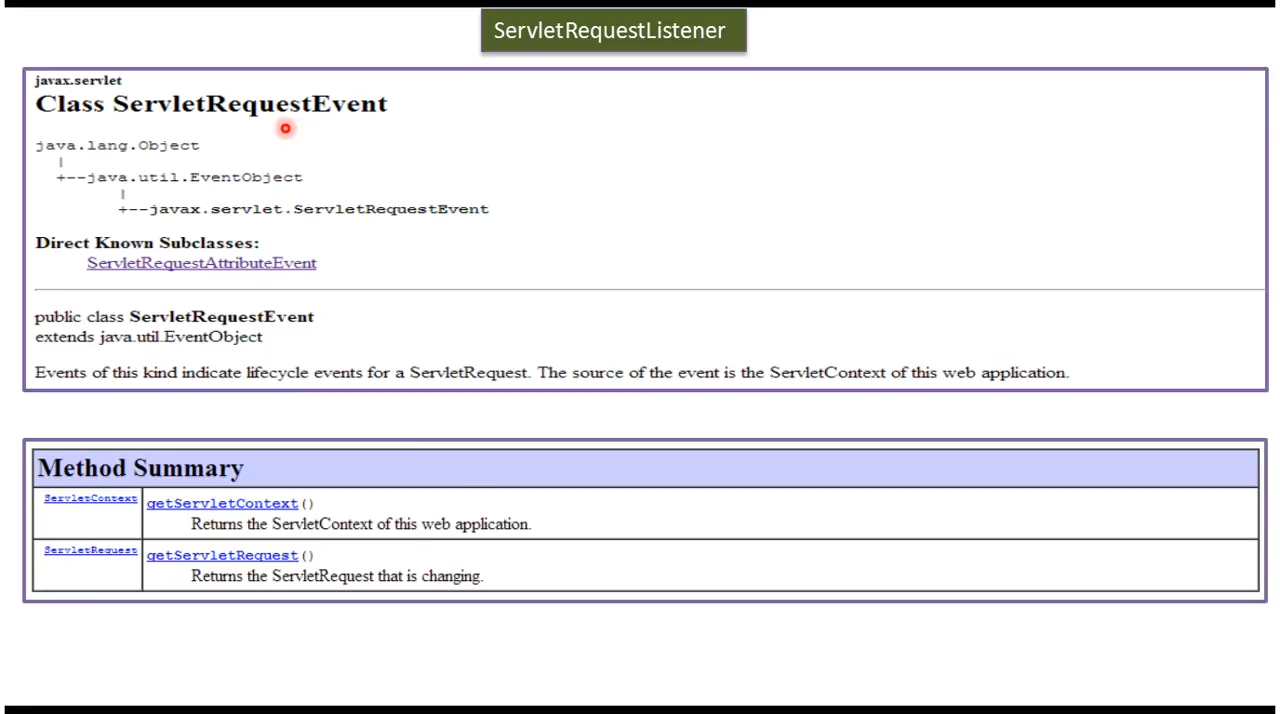 ServletRequestListener
javax.servlet
Class ServletRequestEvent
java.lang.Object
|
+--java.util.EventObject
|
+--javax.servlet.ServletRequestEvent
Direct Known Subclasses:
ServletRequestAttributeEvent
public class ServletRequestEvent
extends java.util.EventObject
Events of this kind indicate lifecycle events for a ServletRequest. The source of the event is the ServletContext of this web application.
Method Summary
ServletContext getServletContext()
Returns the ServletContext of this web application.
ServletRequest getServletRequest()
Returns the ServletRequest that is changing.